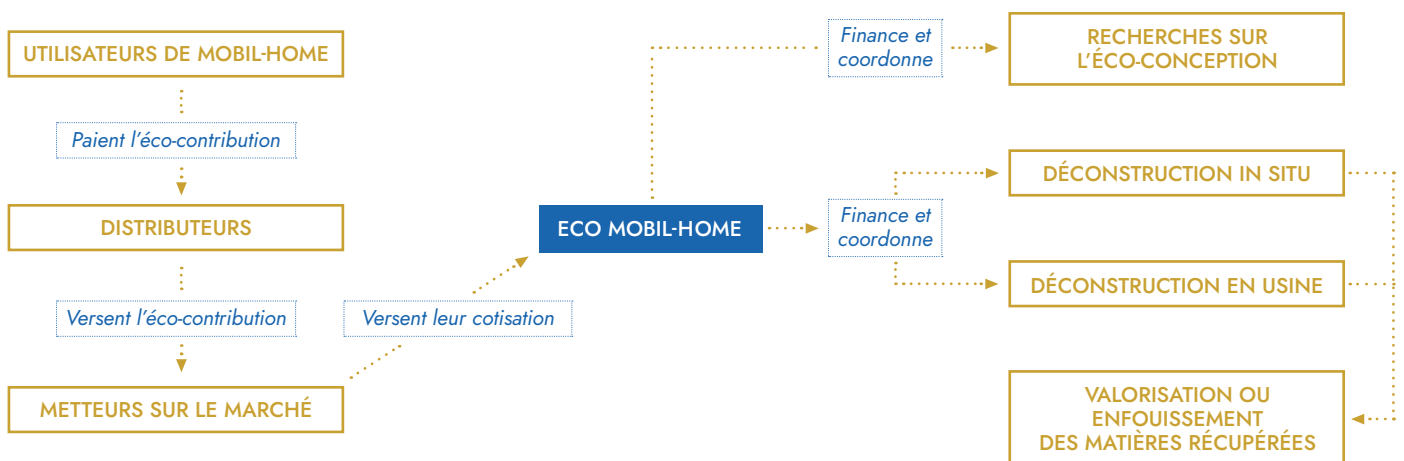 UTILISATEURS DE MOBIL-HOME
Paient l'éco-contribution
DISTRIBUTEURS
Versent l'éco-contribution
METTEURS SUR LE MARCHÉ
Versent leur cotisation
ECO MOBIL-HOME
Finance et
coordonne
RECHERCHES SUR
L'ÉCO-CONCEPTION
Finance et
coordonne
DÉCONSTRUCTION IN SITU
DÉCONSTRUCTION EN USINE
VALORISATION OU
ENFOUISSEMENT
DES MATIÈRES RÉCUPÉRÉES